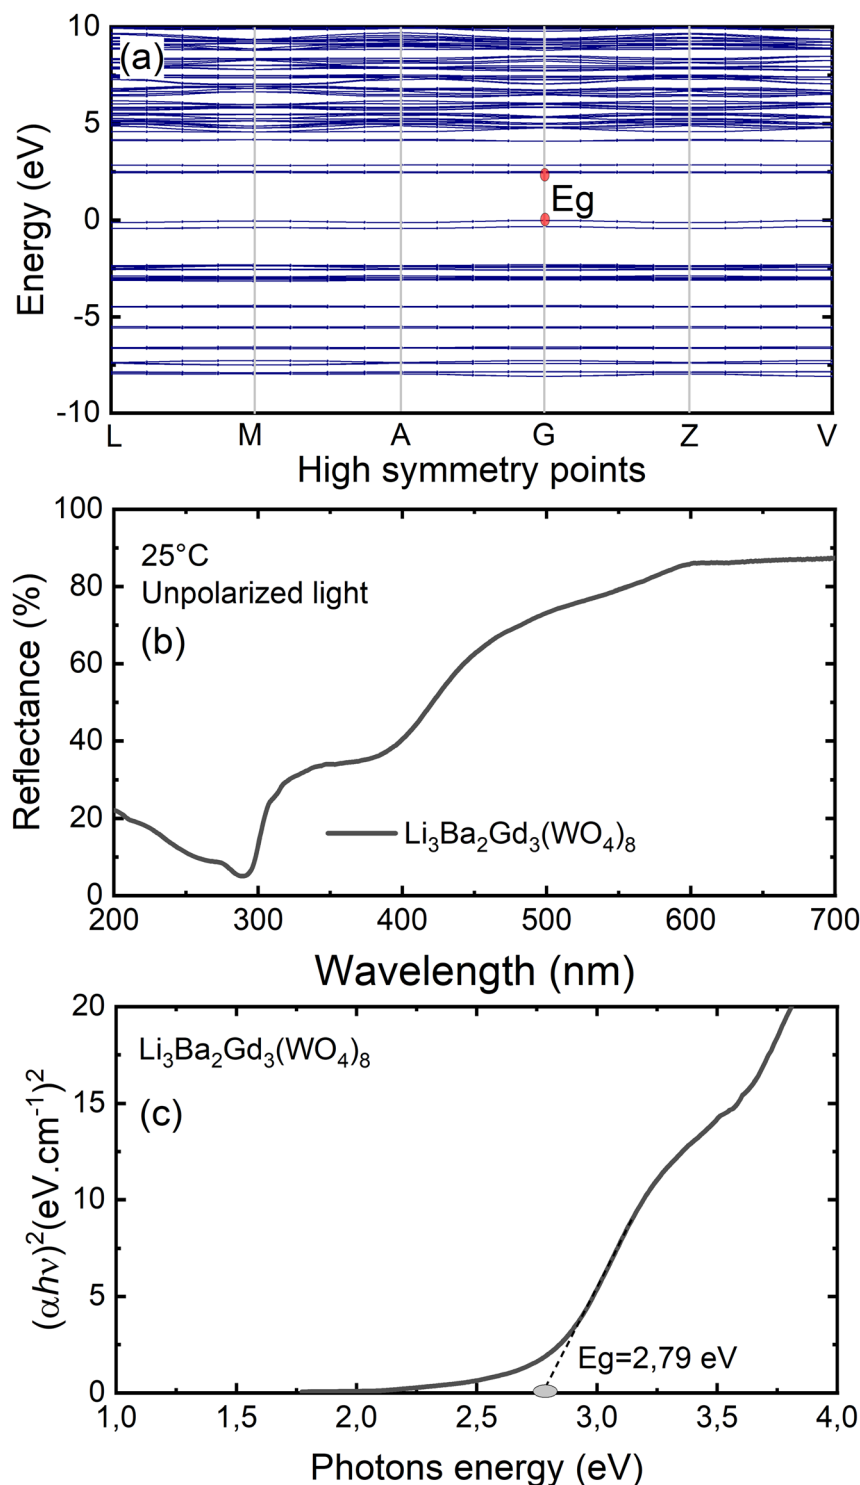 (a)
10
5
0
-5
-10
Energy (eV)
Eg
L M A G Z V
High symmetry points
100
80
60
40
20
0
Reflectance (%)
25°C
Unpolarized light
(b)
Li₃Ba₂Gd₃(WO₄)₈
200 300 400 500 600 700
Wavelength (nm)
20
15
10
5
0
(αhν)²(eV.cm⁻¹)²
Li₃Ba₂Gd₃(WO₄)₈
(c)
Eg=2,79 eV
1,0 1,5 2,0 2,5 3,0 3,5 4,0
Photons energy (eV)